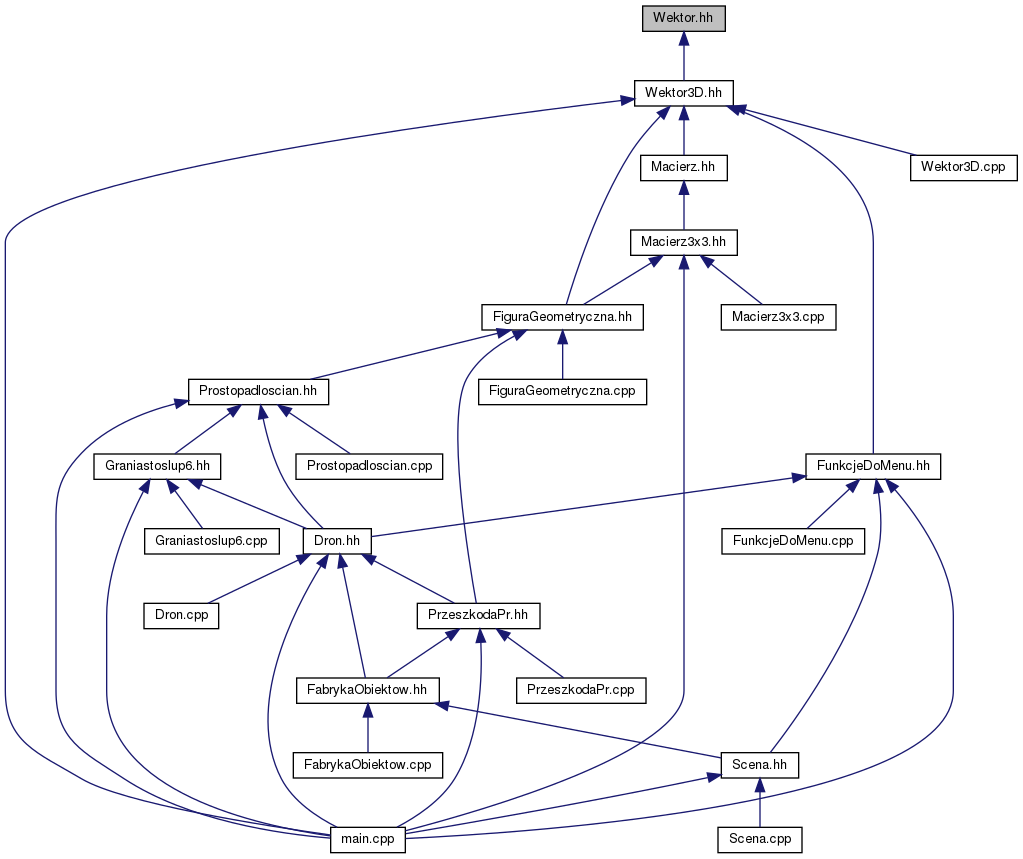 Wektor.hh
Wektor3D.hh
Macierz.hh
Wektor3D.cpp
Macierz3x3.hh
FiguraGeometryczna.hh
Macierz3x3.cpp
Prostopadloscian.hh
FiguraGeometryczna.cpp
Graniastoslup6.hh
Prostopadloscian.cpp
FunkcjeDoMenu.hh
Graniastoslup6.cpp
Dron.hh
FunkcjeDoMenu.cpp
Dron.cpp
PrzeszkodaPr.hh
FabrykaObiektow.hh
PrzeszkodaPr.cpp
FabrykaObiektow.cpp
Scena.hh
main.cpp
Scena.cpp